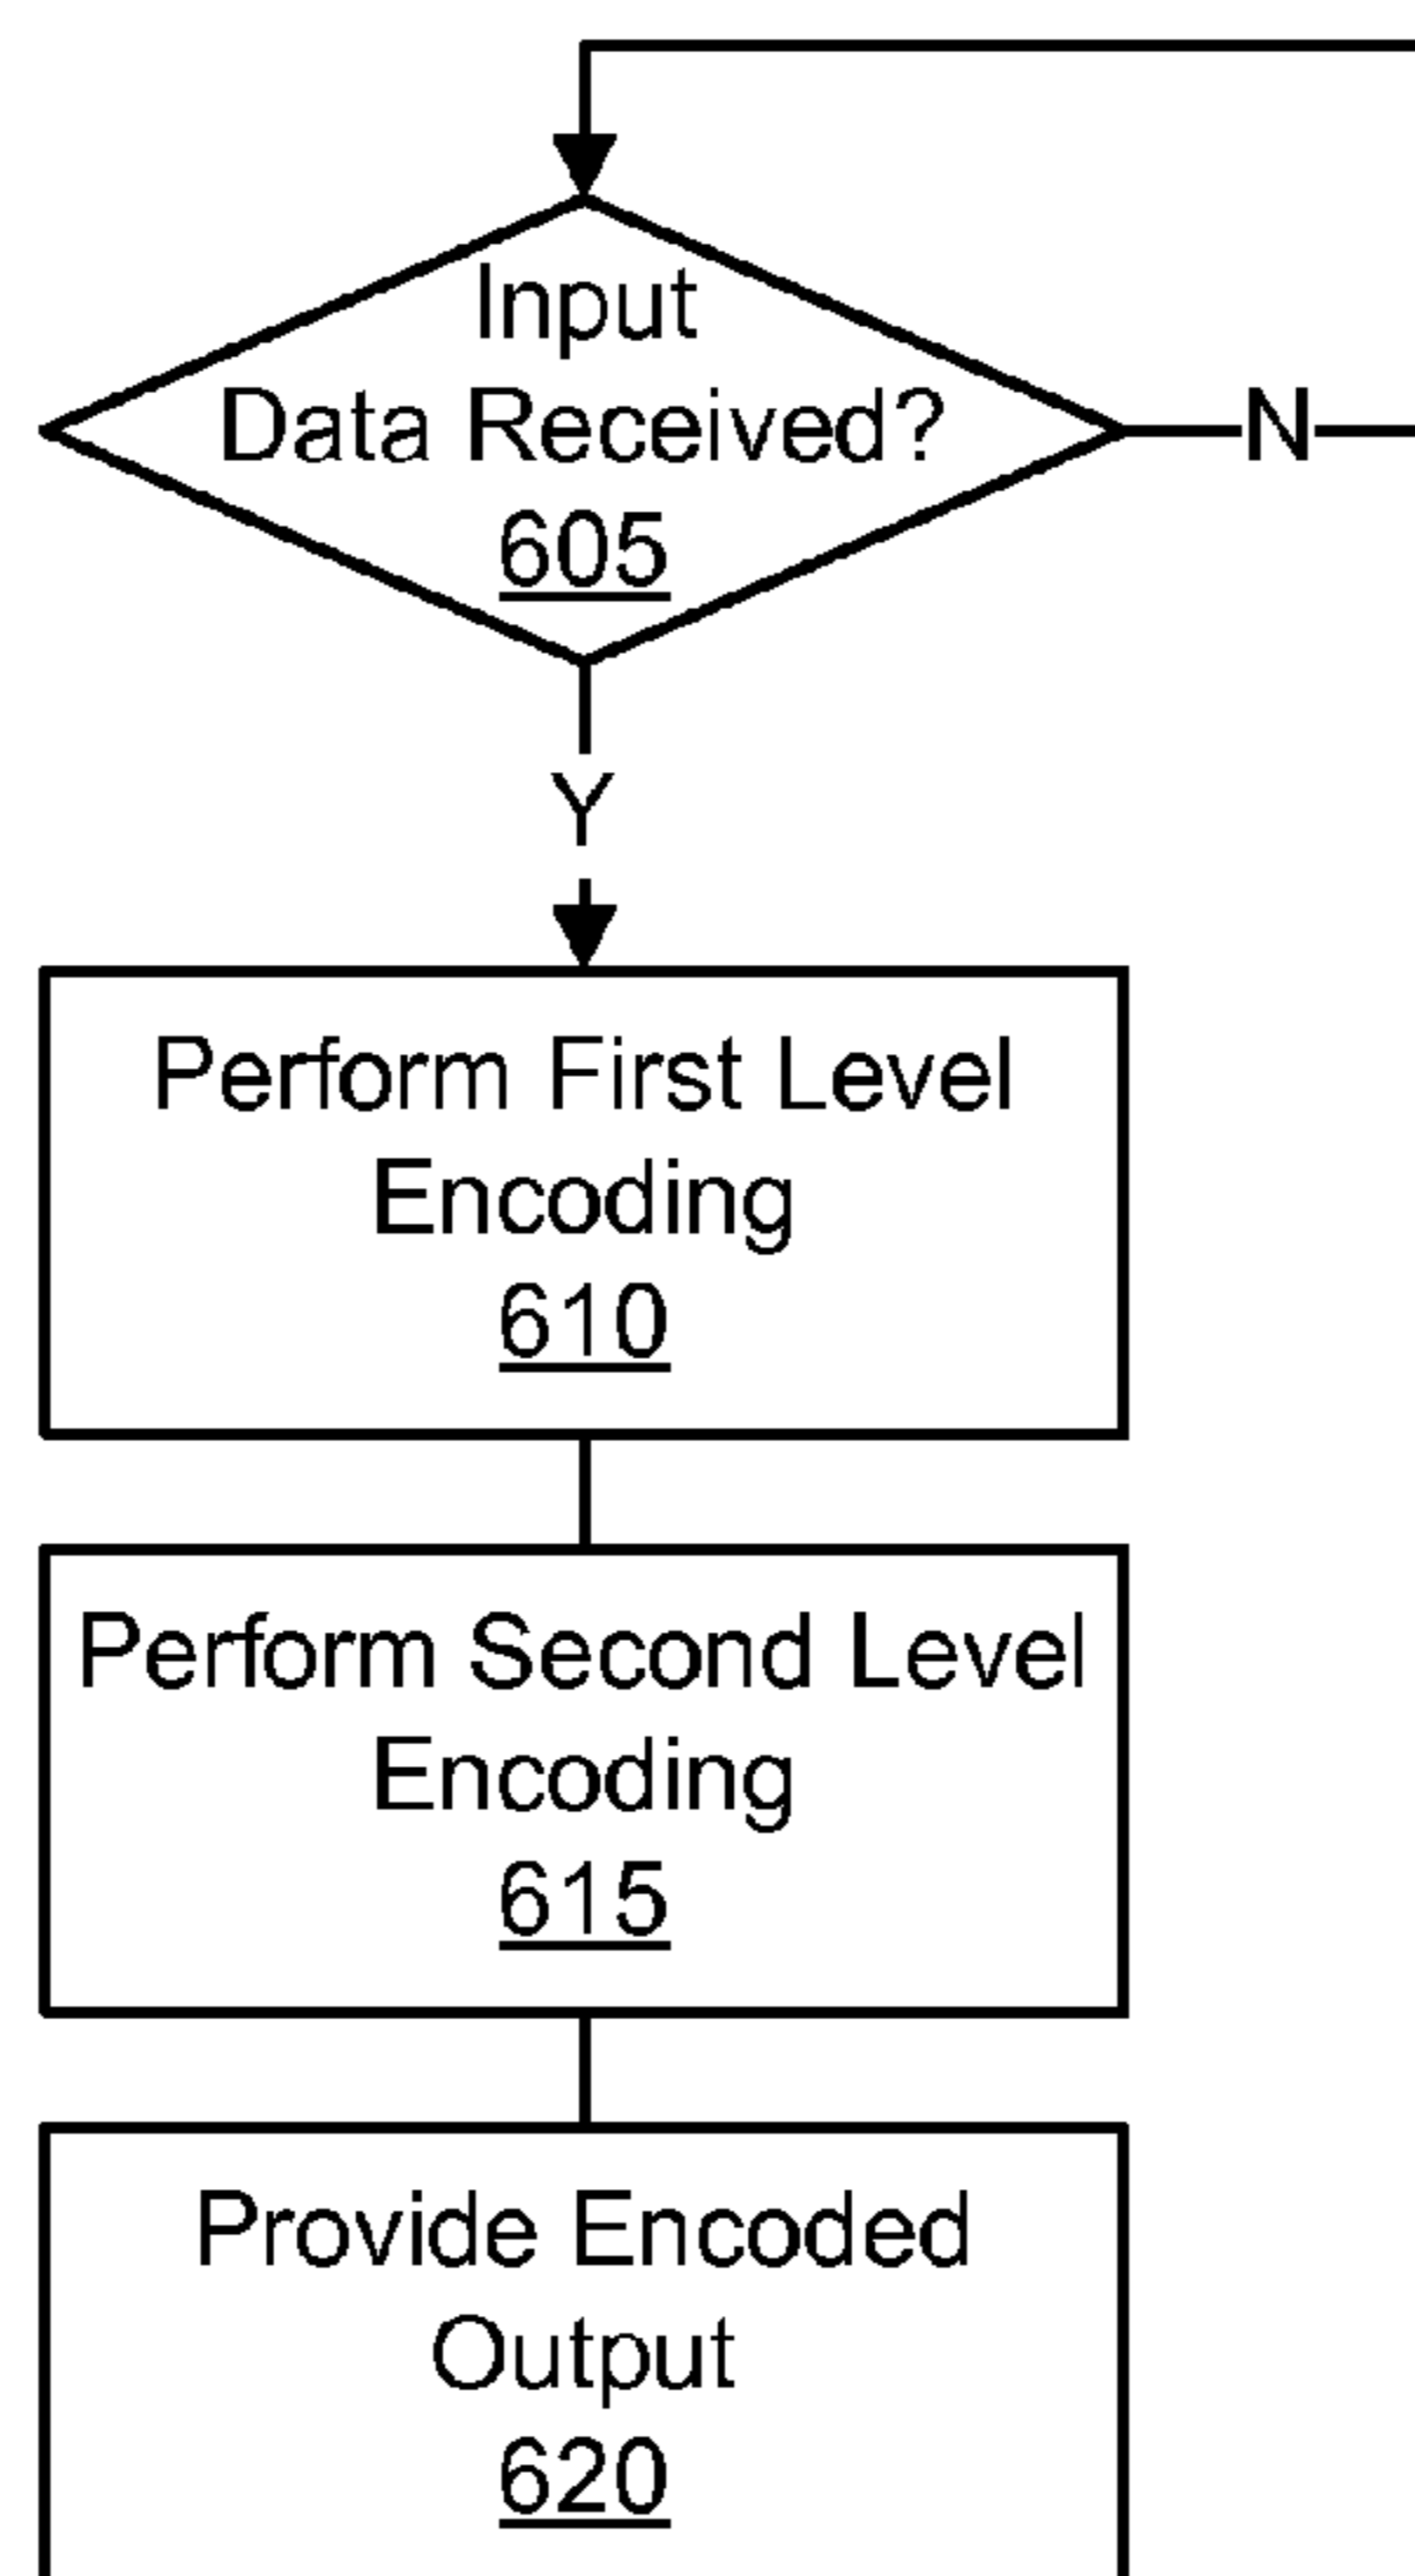 Input
Data Received?
605
N
Y
Perform First Level
Encoding
610
Perform Second Level
Encoding
615
Provide Encoded
Output
620